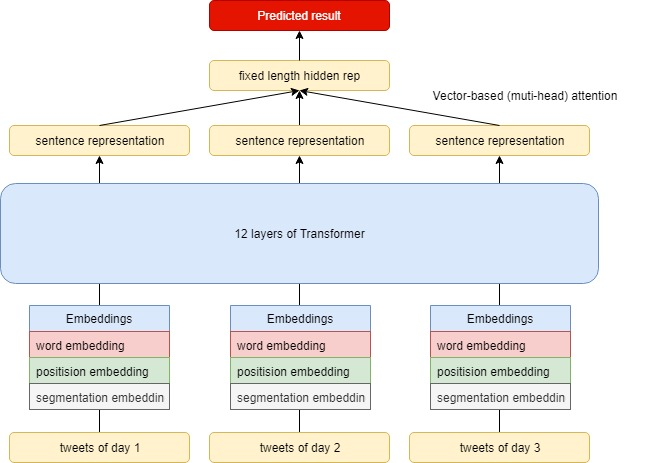 Predicted result
fixed length hidden rep
Vector-based (muti-head) attention
sentence representation
sentence representation
sentence representation
12 layers of Transformer
Embeddings
Embeddings
Embeddings
word embedding
word embedding
word embedding
positision embedding
positision embedding
positision embedding
segmentation embeddin
segmentation embeddin
segmentation embeddin
tweets of day 1
tweets of day 2
tweets of day 3